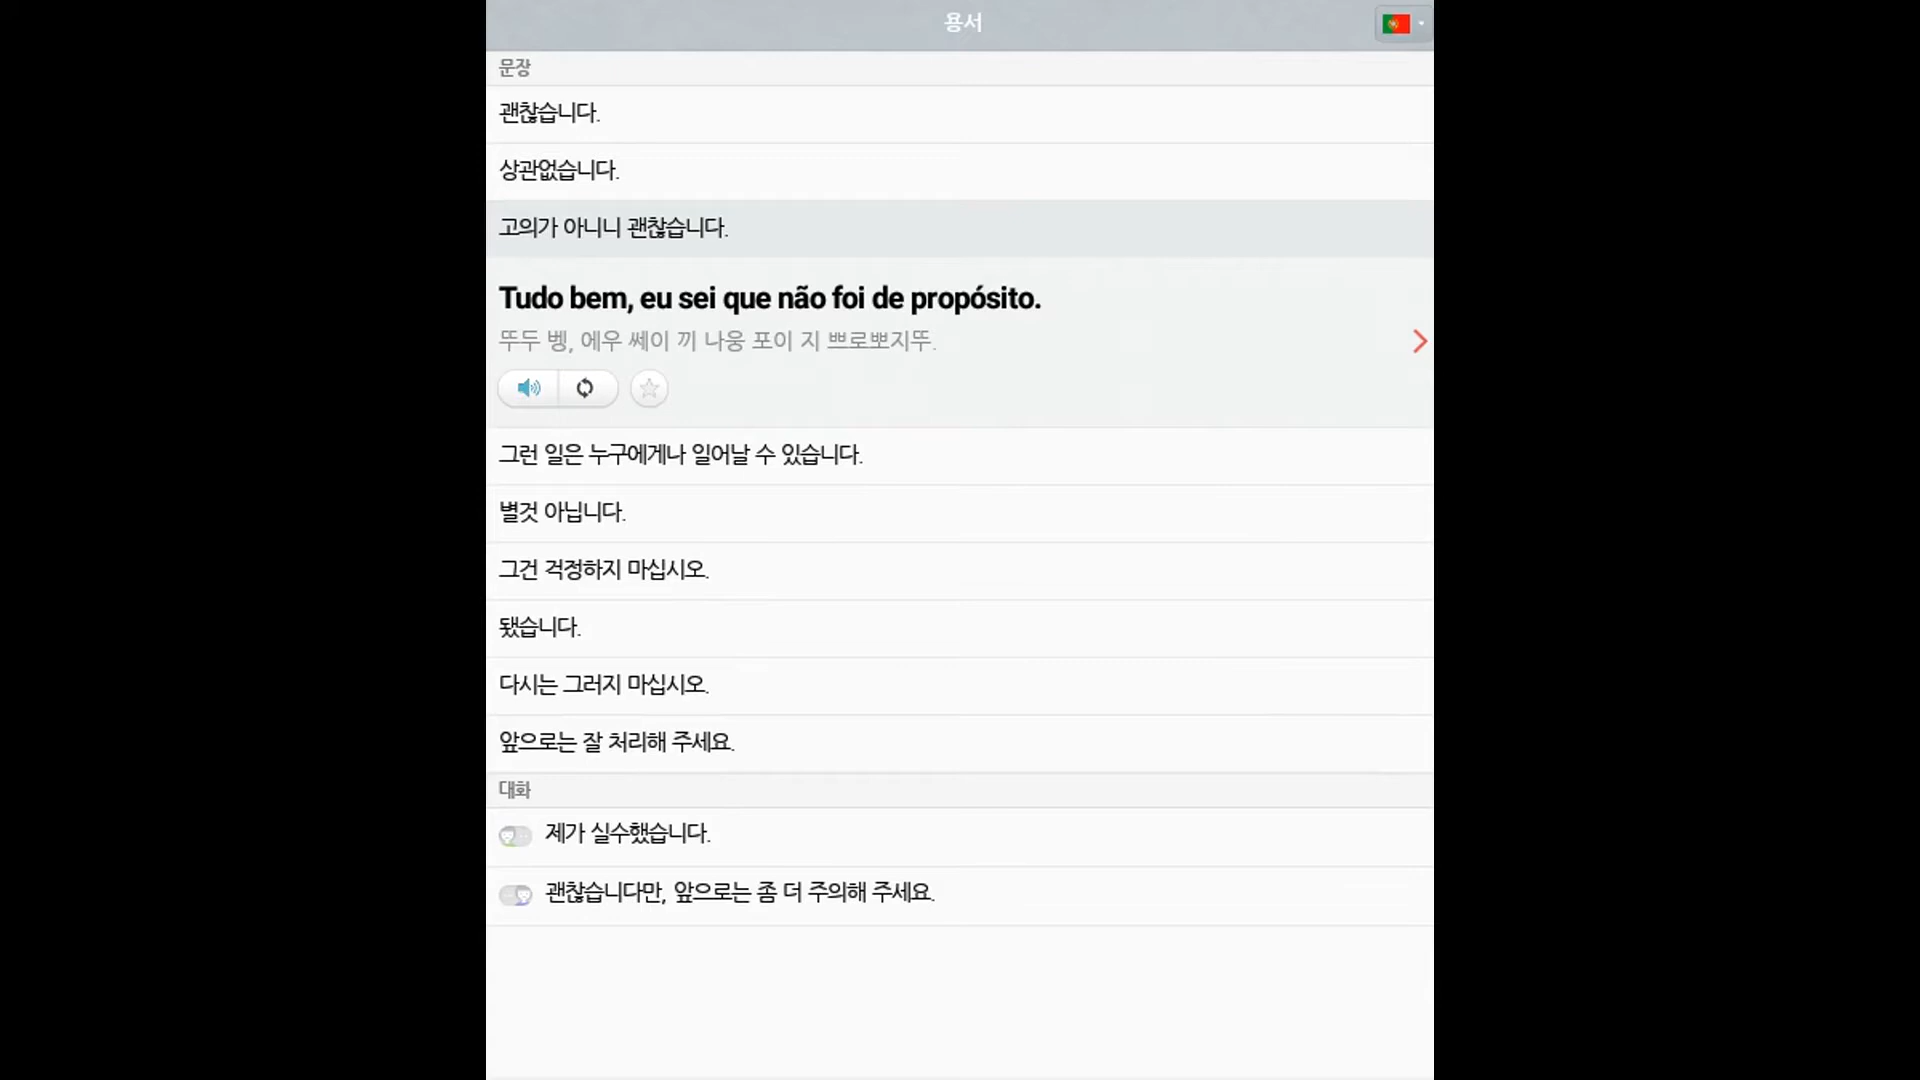 용서
문장
괜찮습니다.
상관없습니다.
고의가 아니니 괜찮습니다.
Tudo bem, eu sei que não foi de propósito.
뚜두 벵, 에우 쎄이 끼 나웅 포이 지 쁘로뽀지뚜.
그런 일은 누구에게나 일어날 수 있습니다.
별것 아닙니다.
그건 걱정하지 마십시오.
됐습니다.
다시는 그러지 마십시오.
앞으로는 잘 처리해 주세요.
대화
제가 실수했습니다.
괜찮습니다만, 앞으로는 좀 더 주의해 주세요.